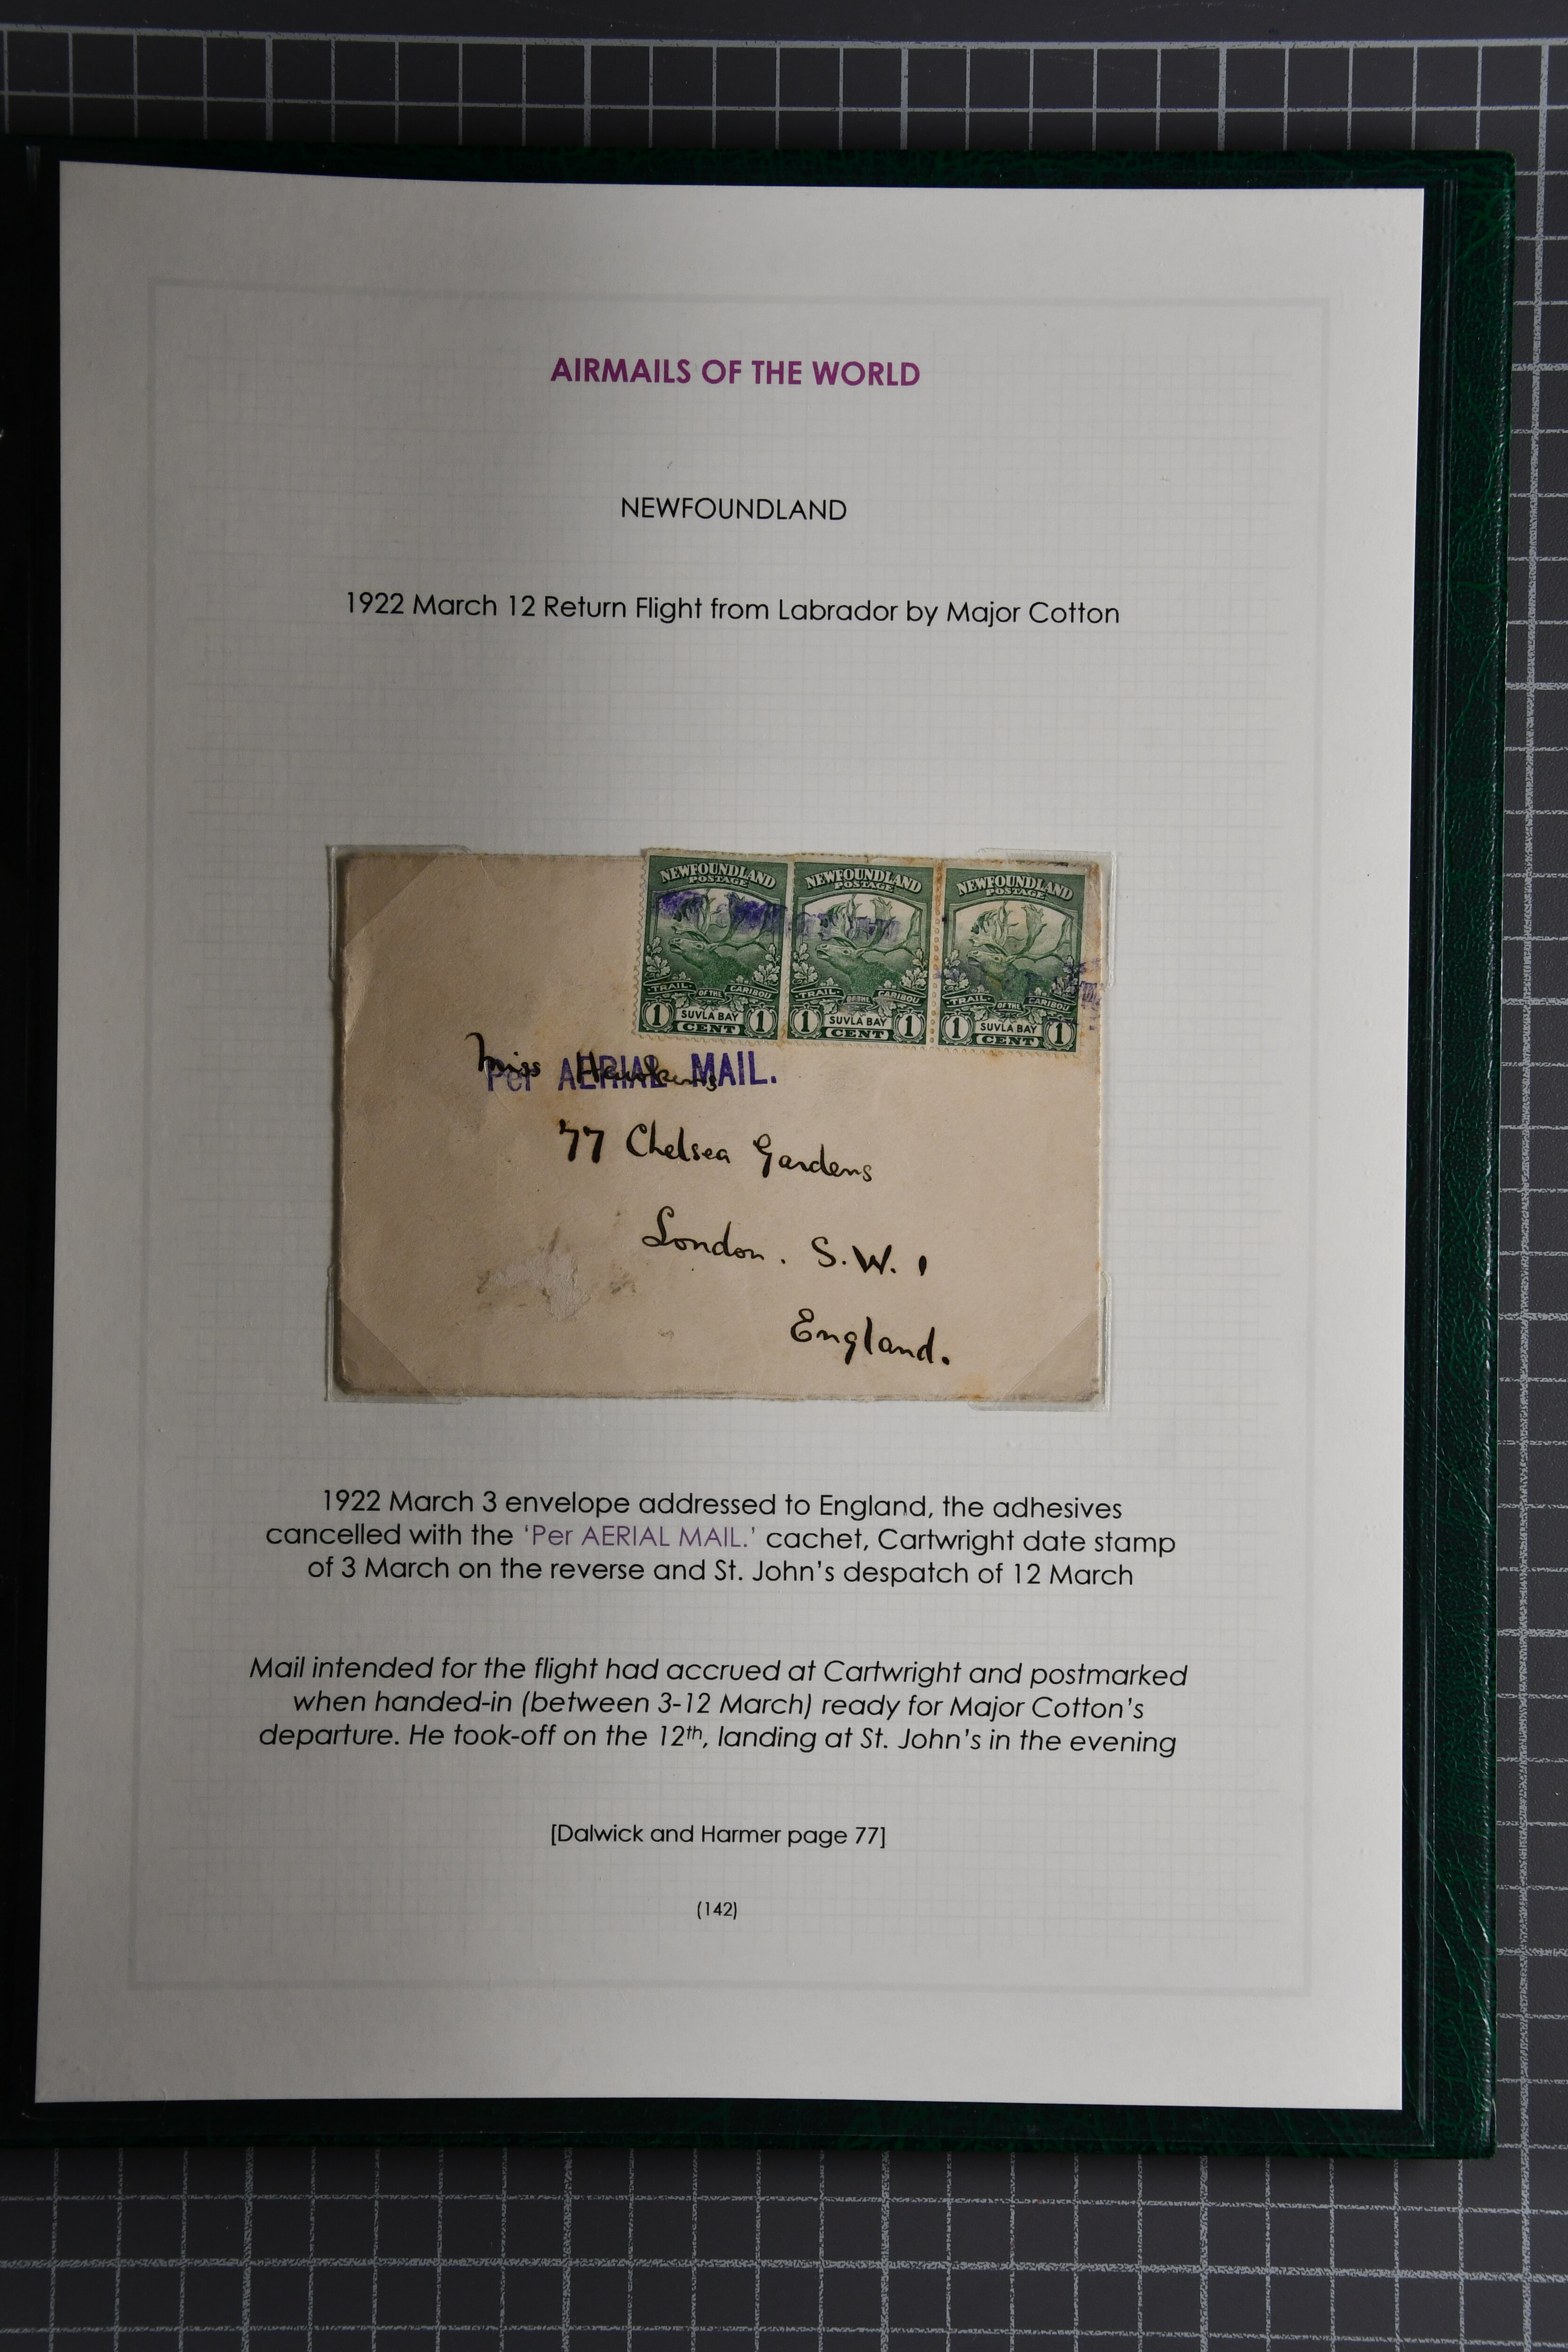 AIRMAILS OF THE WORLD
NEWFOUNDLAND
1922 March 12 Return Flight from Labrador by Major Cotton
NEWFOUNDLAND POSTAGE TRAIL OF THE CARIBOU 1 SUVLA BAY 1 CENT
NEWFOUNDLAND POSTAGE TRAIL OF THE CARIBOU 1 SUVLA BAY 1 CENT
NEWFOUNDLAND POSTAGE TRAIL OF THE CARIBOU 1 SUVLA BAY 1 CENT
Miss Hawkins
Per AERIAL MAIL.
77 Chelsea Gardens
London. S.W. 1
England.
1922 March 3 envelope addressed to England, the adhesives
cancelled with the ‘Per AERIAL MAIL.’ cachet, Cartwright date stamp
of 3 March on the reverse and St. John’s despatch of 12 March
Mail intended for the flight had accrued at Cartwright and postmarked
when handed-in (between 3-12 March) ready for Major Cotton’s
departure. He took-off on the 12th, landing at St. John’s in the evening
[Dalwick and Harmer page 77]
(142)